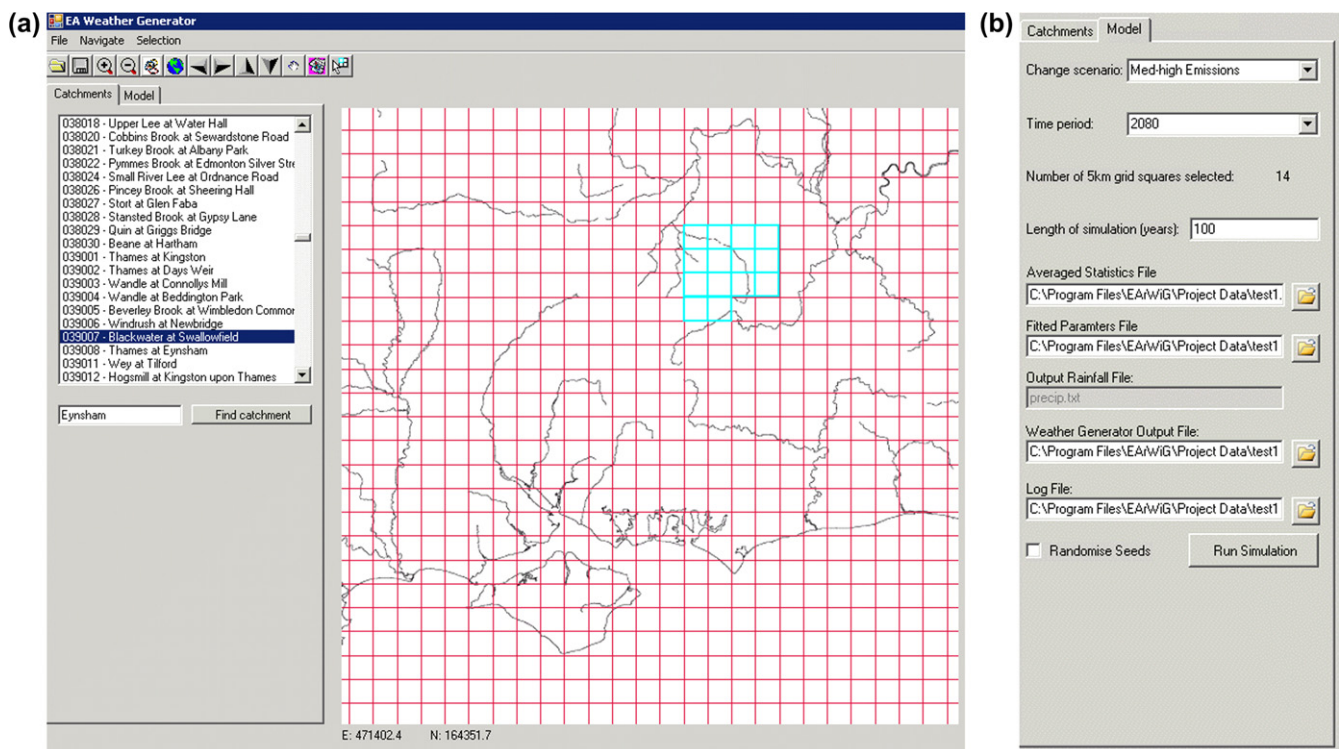 (a)
EA Weather Generator
File Navigate Selection
Catchments Model
038018 - Upper Lee at Water Hall
038020 - Cobbins Brook at Sewardstone Road
038021 - Turkey Brook at Albany Park
038022 - Pymmes Brook at Edmonton Silver Stre
038024 - Small River Lee at Ordnance Road
038026 - Pincey Brook at Sheering Hall
038027 - Stort at Glen Faba
038028 - Stansted Brook at Gypsy Lane
038029 - Quin at Griggs Bridge
038030 - Beane at Hartham
039001 - Thames at Kingston
039002 - Thames at Days Weir
039003 - Wandle at Connollys Mill
039004 - Wandle at Beddington Park
039005 - Beverley Brook at Wimbledon Common
039006 - Windrush at Newbridge
039007 - Blackwater at Swallowfield
039008 - Thames at Eynsham
039011 - Wey at Tilford
039012 - Hogsmill at Kingston upon Thames
Eynsham Find catchment
E: 471402.4 N: 164351.7
(b)
Catchments Model
Change scenario: Med-high Emissions
Time period: 2080
Number of 5km grid squares selected: 14
Length of simulation (years): 100
Averaged Statistics File
C:\Program Files\EArWiG\Project Data\test1.
Fitted Paramters File
C:\Program Files\EArWiG\Project Data\test1
Output Rainfall File:
precip.txt
Weather Generator Output File:
C:\Program Files\EArWiG\Project Data\test1
Log File:
C:\Program Files\EArWiG\Project Data\test1
Randomise Seeds Run Simulation